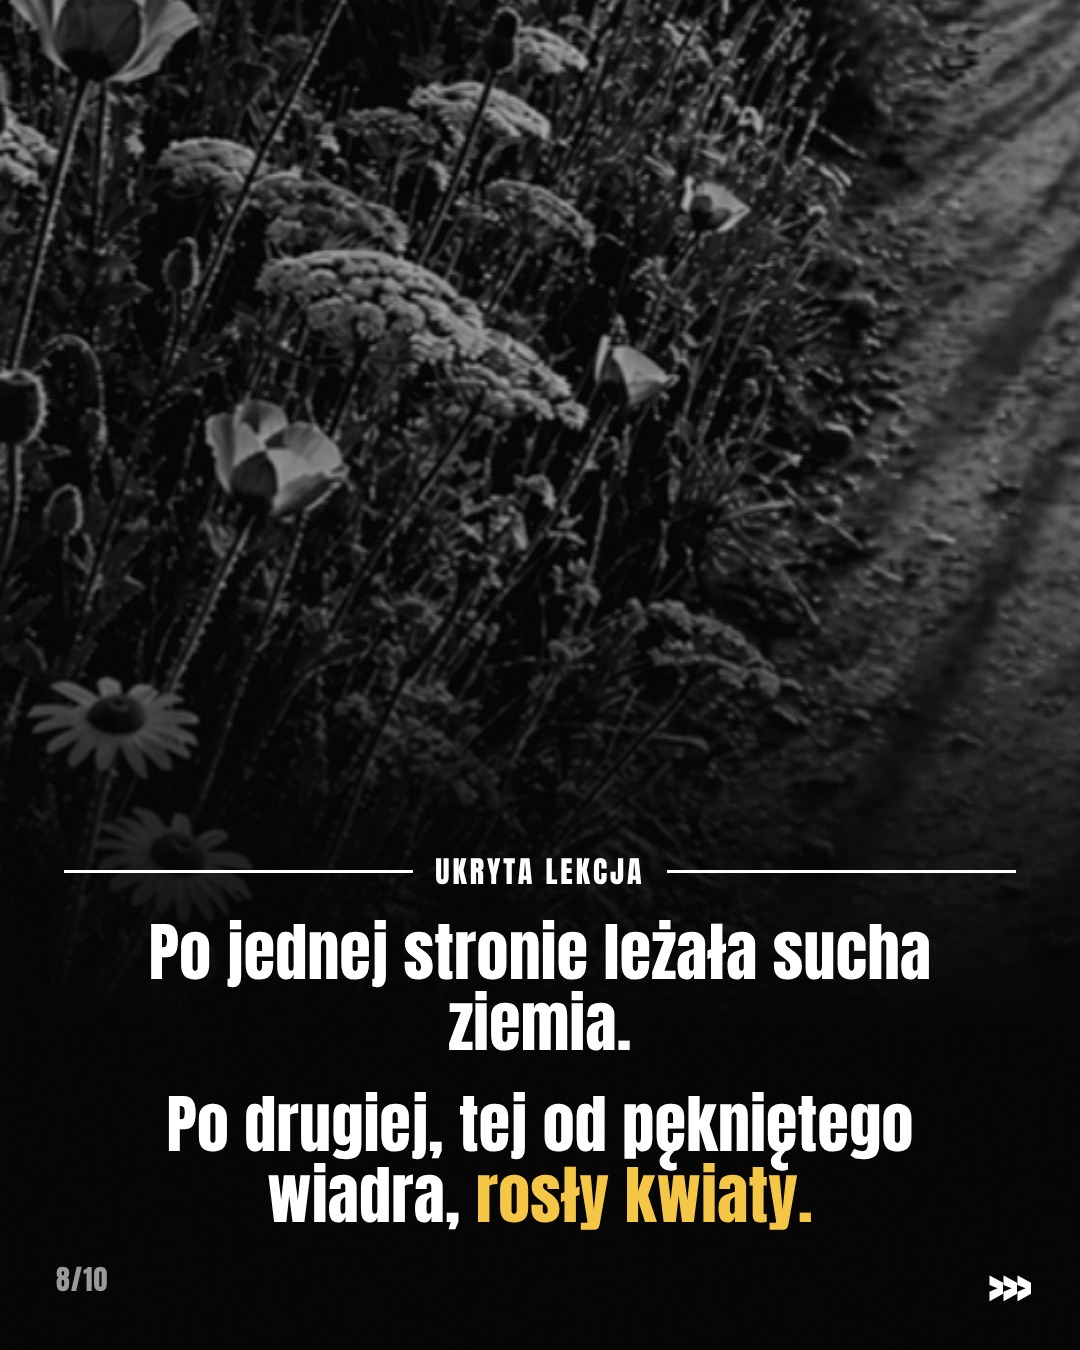 UKRYTA LEKCJA
Po jednej stronie leżała sucha
ziemia.
Po drugiej, tej od pękniętego
wiadra, rosły kwiaty.
8/10
>>>